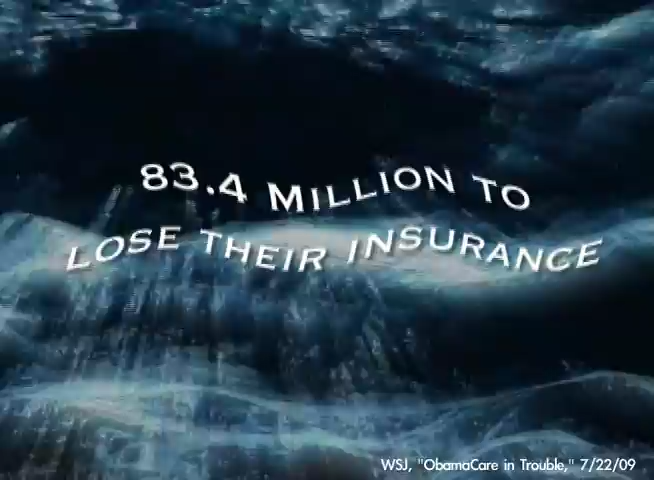 83.4 MILLION TO
LOSE THEIR INSURANCE
WSJ, "ObamaCare in Trouble," 7/22/09